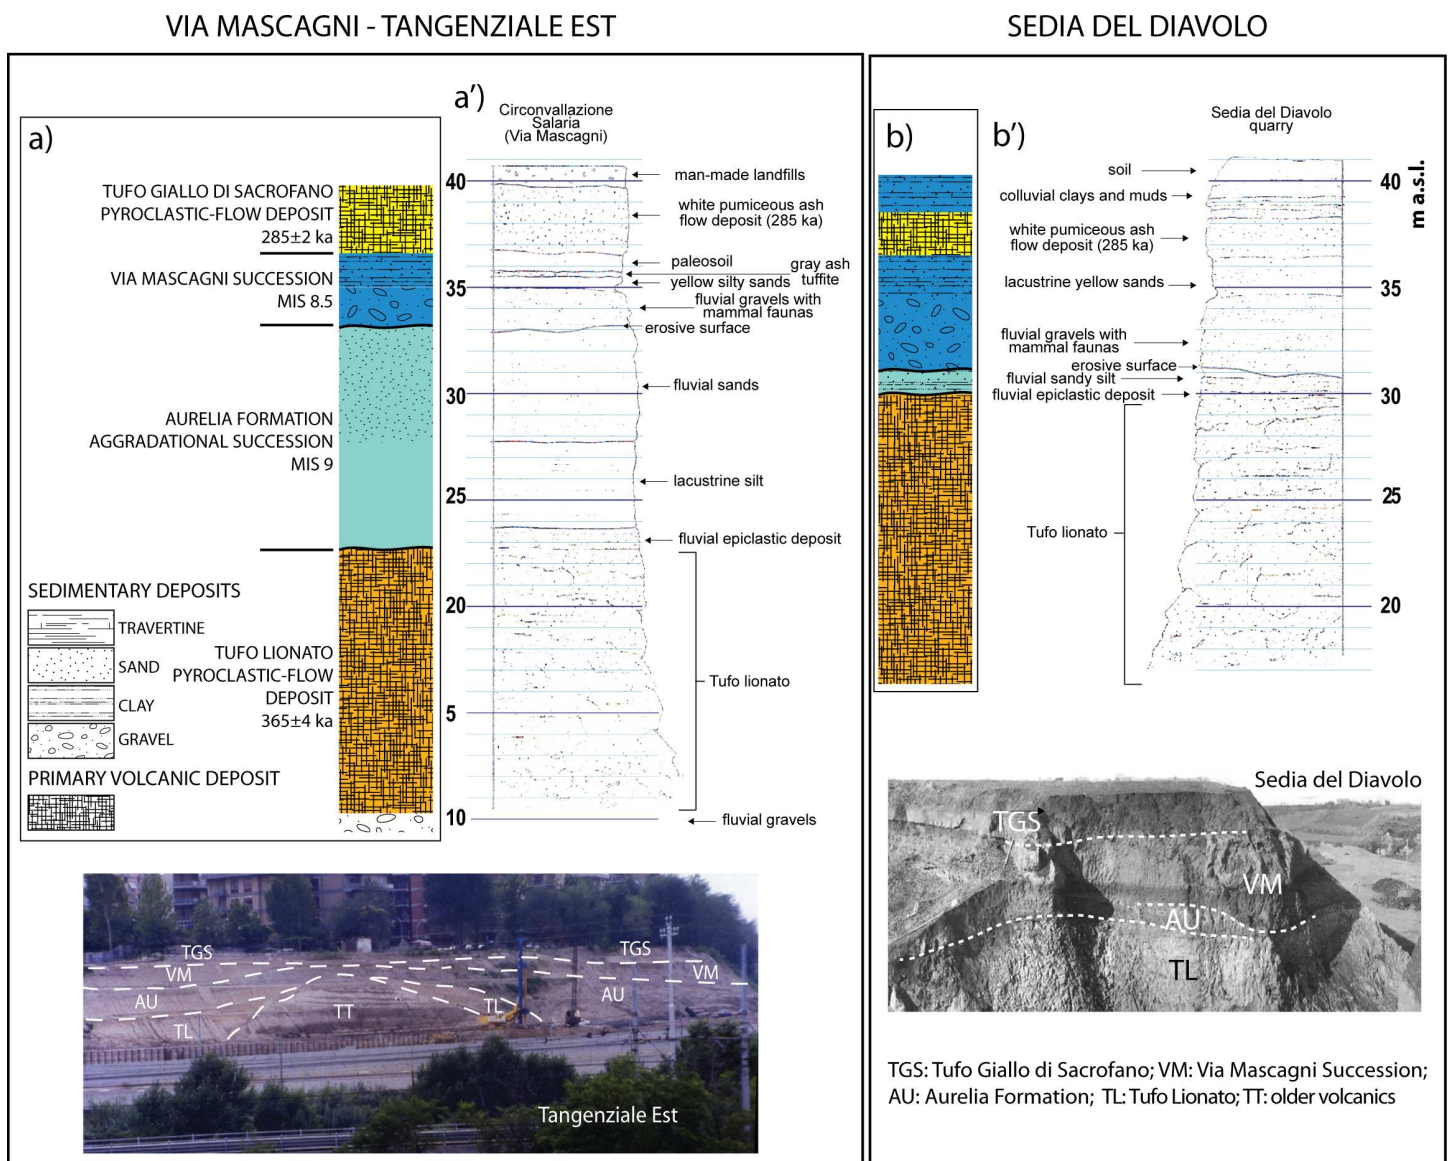 VIA MASCAGNI - TANGENZIALE EST
SEDIA DEL DIAVOLO
a)
TUFO GIALLO DI SACROFANO
PYROCLASTIC-FLOW DEPOSIT
285±2 ka
VIA MASCAGNI SUCCESSION
MIS 8.5
AURELIA FORMATION
AGGRADATIONAL SUCCESSION
MIS 9
TUFO LIONATO
PYROCLASTIC-FLOW
DEPOSIT
365±4 ka
SEDIMENTARY DEPOSITS
TRAVERTINE
SAND
CLAY
GRAVEL
PRIMARY VOLCANIC DEPOSIT
a')
Circonvallazione
Salaria
(Via Mascagni)
40
35
30
25
20
5
10
man-made landfills
white pumiceous ash
flow deposit (285 ka)
paleosoil
gray ash
tuffite
yellow silty sands
fluvial gravels with
mammal faunas
erosive surface
fluvial sands
lacustrine silt
fluvial epiclastic deposit
Tufo lionato
fluvial gravels
TGS
VM
AU
TL
TT
TL
TGS
VM
AU
Tangenziale Est
b)
b')
Sedia del Diavolo
quarry
soil
colluvial clays and muds
white pumiceous ash
flow deposit (285 ka)
lacustrine yellow sands
fluvial gravels with
mammal faunas
erosive surface
fluvial sandy silt
fluvial epiclastic deposit
Tufo lionato
40
35
30
25
20
m a.s.l.
Sedia del Diavolo
TGS
VM
AU
TL
TGS: Tufo Giallo di Sacrofano; VM: Via Mascagni Succession;
AU: Aurelia Formation; TL: Tufo Lionato; TT: older volcanics